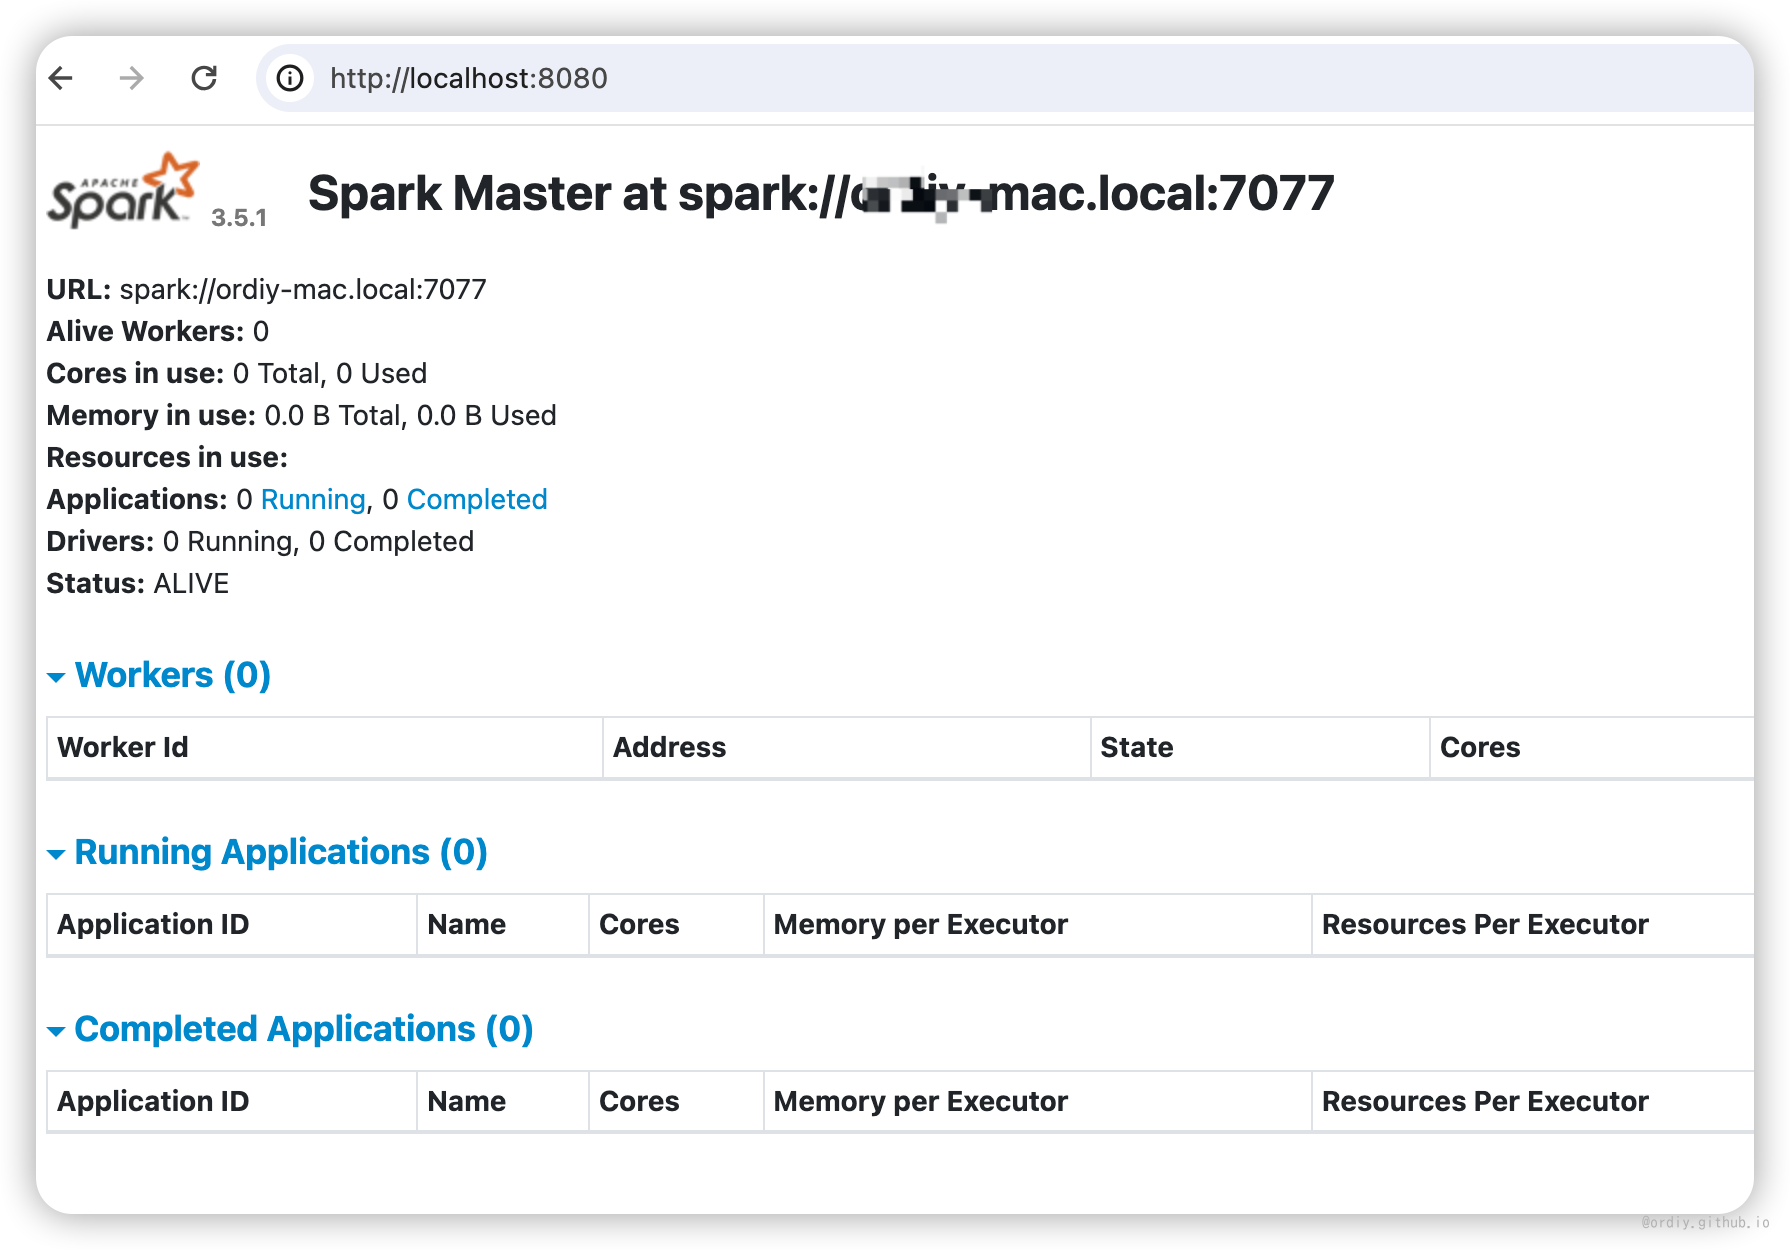 http://localhost:8080
APACHE
Spark 3.5.1
Spark Master at spark://-mac.local:7077
URL: spark://ordiy-mac.local:7077
Alive Workers: 0
Cores in use: 0 Total, 0 Used
Memory in use: 0.0 B Total, 0.0 B Used
Resources in use:
Applications: 0 Running, 0 Completed
Drivers: 0 Running, 0 Completed
Status: ALIVE
Workers (0)
Worker Id Address State Cores
Running Applications (0)
Application ID Name Cores Memory per Executor Resources Per Executor
Completed Applications (0)
Application ID Name Cores Memory per Executor Resources Per Executor
@ordiy.github.io